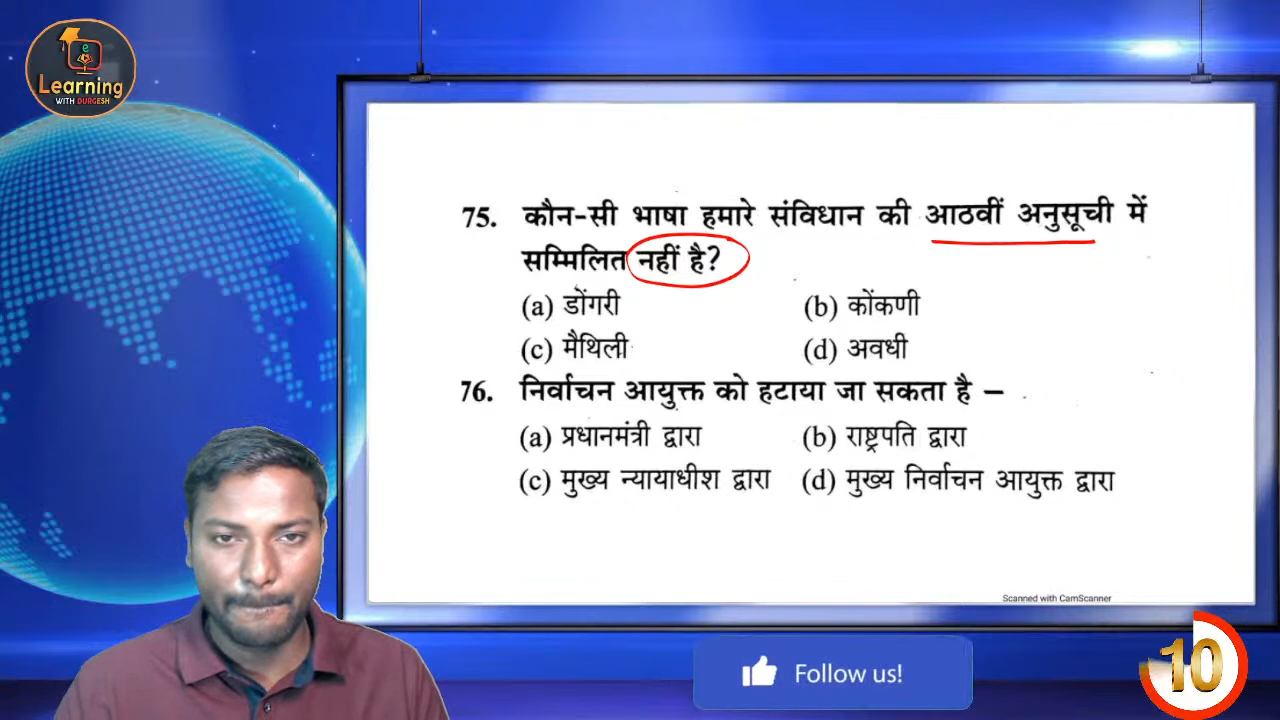 e
Learning
WITH DURGESH
75. कौन-सी भाषा हमारे संविधान की आठवीं अनुसूची में
सम्मिलित नहीं है?
(a) डोंगरी (b) कोंकणी
(c) मैथिली (d) अवधी
76. निर्वाचन आयुक्त को हटाया जा सकता है –
(a) प्रधानमंत्री द्वारा (b) राष्ट्रपति द्वारा
(c) मुख्य न्यायाधीश द्वारा (d) मुख्य निर्वाचन आयुक्त द्वारा
Scanned with CamScanner
Follow us!
10